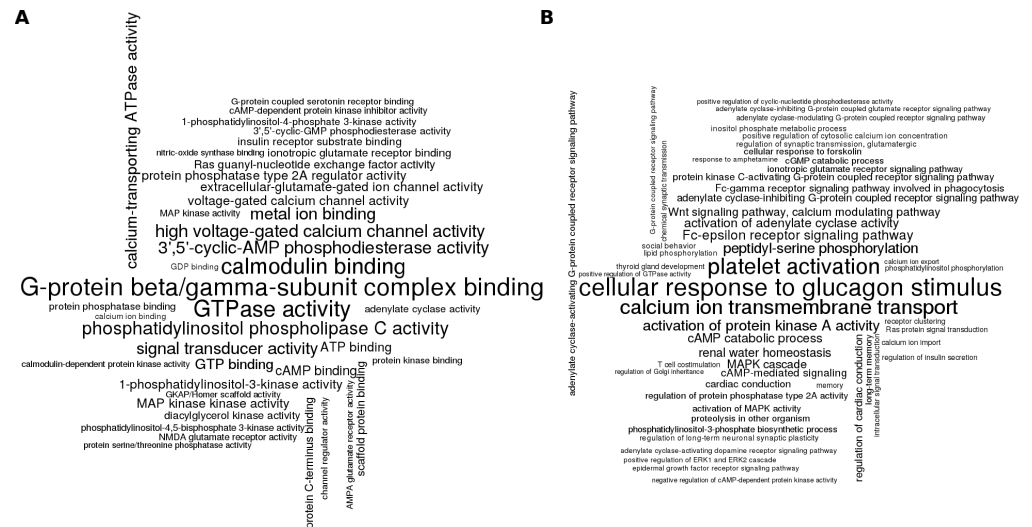 A
calcium-transporting ATPase activity
G-protein coupled serotonin receptor binding
cAMP-dependent protein kinase inhibitor activity
1-phosphatidylinositol-4-phosphate 3-kinase activity
3',5'-cyclic-GMP phosphodiesterase activity
insulin receptor substrate binding
nitric-oxide synthase binding ionotropic glutamate receptor binding
Ras guanyl-nucleotide exchange factor activity
protein phosphatase type 2A regulator activity
extracellular-glutamate-gated ion channel activity
voltage-gated calcium channel activity
MAP kinase activity metal ion binding
high voltage-gated calcium channel activity
3',5'-cyclic-AMP phosphodiesterase activity
GDP binding calmodulin binding
G-protein beta/gamma-subunit complex binding
protein phosphatase binding GTPase activity adenylate cyclase activity
calcium ion binding
phosphatidylinositol phospholipase C activity
signal transducer activity ATP binding
calmodulin-dependent protein kinase activity GTP binding cAMP binding protein kinase binding
1-phosphatidylinositol-3-kinase activity
GKAP/Homer scaffold activity
MAP kinase kinase activity
diacylglycerol kinase activity
phosphatidylinositol-4,5-bisphosphate 3-kinase activity
NMDA glutamate receptor activity
protein serine/threonine phosphatase activity
protein C-terminus binding
channel regulator activity
AMPA glutamate receptor activity
scaffold protein binding
B
adenylate cyclase-activating G-protein coupled receptor signaling pathway
G-protein coupled receptor signaling pathway
chemical synaptic transmission
positive regulation of cyclic-nucleotide phosphodiesterase activity
adenylate cyclase-inhibiting G-protein coupled glutamate receptor signaling pathway
adenylate cyclase-modulating G-protein coupled receptor signaling pathway
inositol phosphate metabolic process
positive regulation of cytosolic calcium ion concentration
regulation of synaptic transmission, glutamatergic
cellular response to forskolin
response to amphetamine cGMP catabolic process
ionotropic glutamate receptor signaling pathway
protein kinase C-activating G-protein coupled receptor signaling pathway
Fc-gamma receptor signaling pathway involved in phagocytosis
adenylate cyclase-inhibiting G-protein coupled receptor signaling pathway
Wnt signaling pathway, calcium modulating pathway
activation of adenylate cyclase activity
Fc-epsilon receptor signaling pathway
social behavior
lipid phosphorylation peptidyl-serine phosphorylation
thyroid gland development platelet activation calcium ion export
phosphatidylinositol phosphorylation
positive regulation of GTPase activity
cellular response to glucagon stimulus
calcium ion transmembrane transport
activation of protein kinase A activity receptor clustering
Ras protein signal transduction
cAMP catabolic process calcium ion import
renal water homeostasis regulation of insulin secretion
T cell costimulation MAPK cascade
regulation of Golgi inheritance cAMP-mediated signaling
cardiac conduction memory
regulation of protein phosphatase type 2A activity
activation of MAPK activity
proteolysis in other organism
phosphatidylinositol-3-phosphate biosynthetic process
regulation of long-term neuronal synaptic plasticity
adenylate cyclase-activating dopamine receptor signaling pathway
positive regulation of ERK1 and ERK2 cascade
epidermal growth factor receptor signaling pathway
negative regulation of cAMP-dependent protein kinase activity
regulation of cardiac conduction
long-term memory
intracellular signal transduction